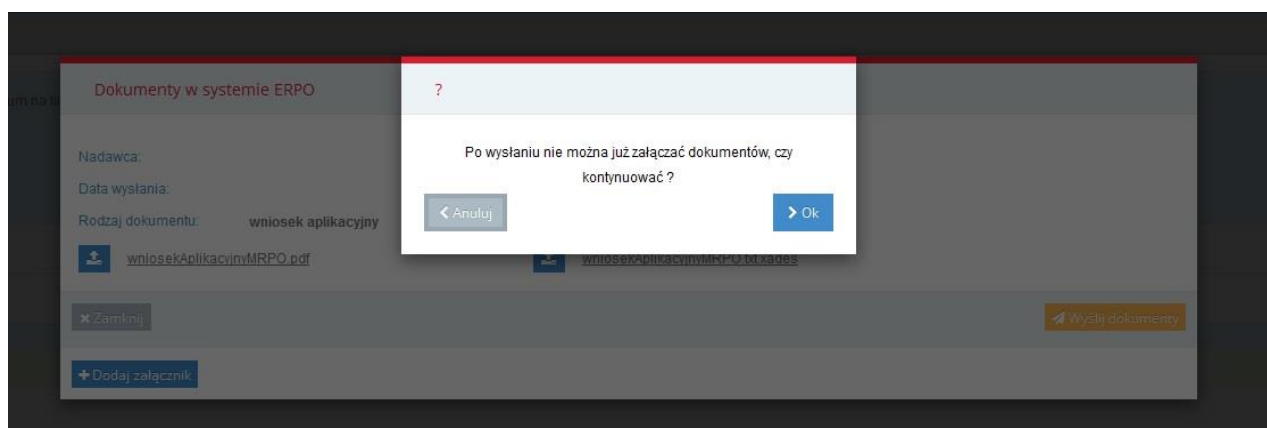 Dokumenty w systemie ERPO
?
Po wysłaniu nie można już załączać dokumentów, czy
kontynuować ?
Anuluj
Ok
Nadawca:
Data wysłania:
Rodzaj dokumentu: wniosek aplikacyjny
wniosekAplikacyjnyMRPO.pdf wniosekAplikacyjnyMRPO.txt.xades
Zamknij Wyślij dokumenty
Dodaj załącznik